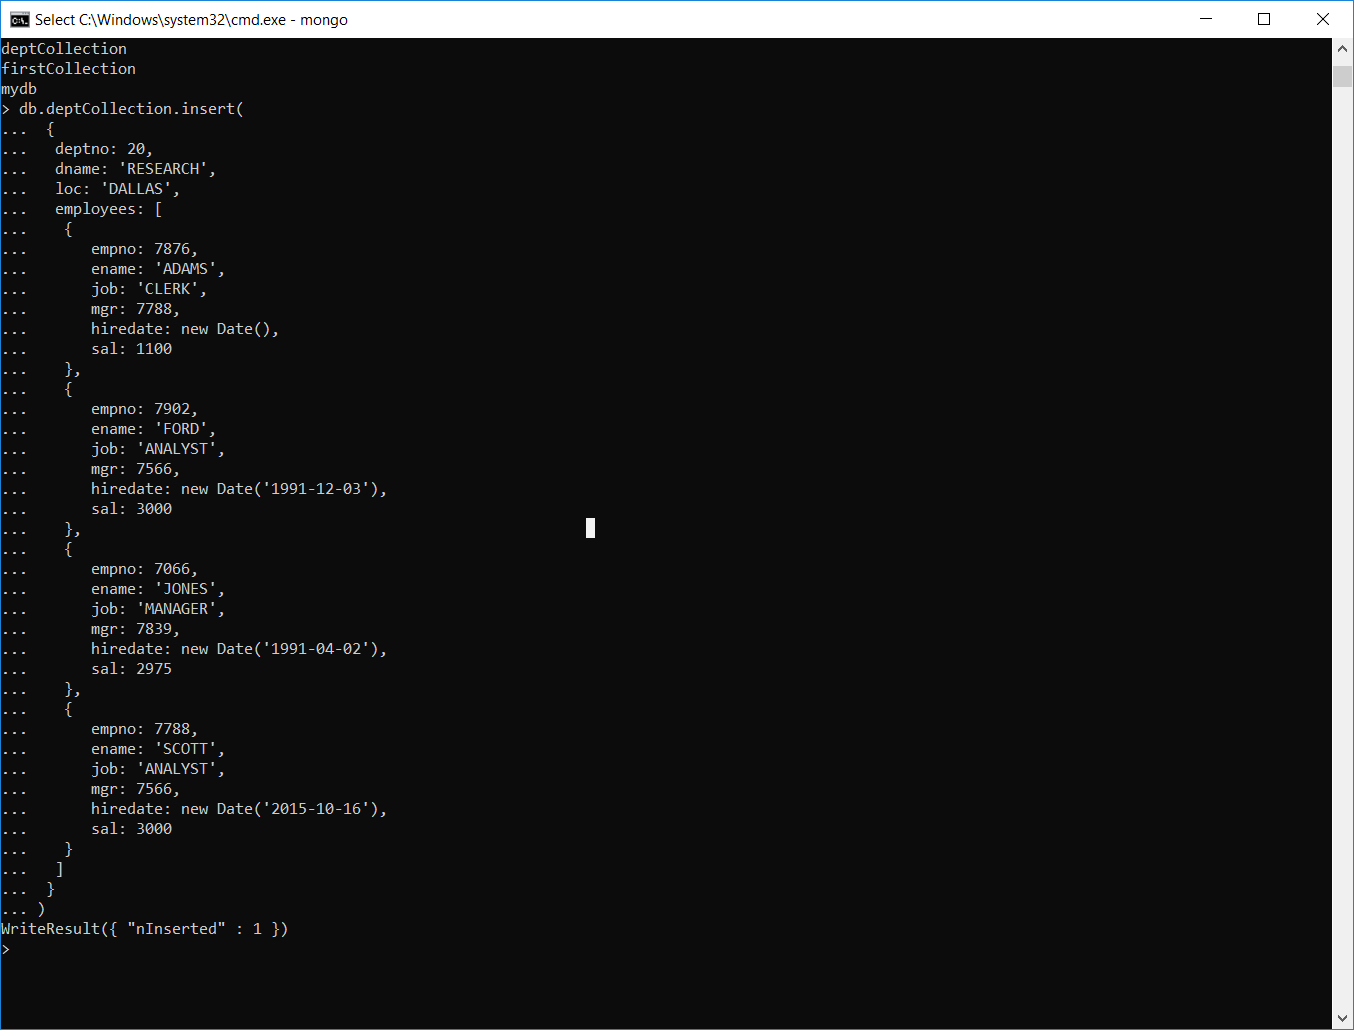 Select C:\Windows\system32\cmd.exe - mongo
deptCollection
firstCollection
mydb
> db.deptCollection.insert(
...  {
...   deptno: 20,
...   dname: 'RESEARCH',
...   loc: 'DALLAS',
...   employees: [
...    {
...       empno: 7876,
...       ename: 'ADAMS',
...       job: 'CLERK',
...       mgr: 7788,
...       hiredate: new Date(),
...       sal: 1100
...    },
...    {
...       empno: 7902,
...       ename: 'FORD',
...       job: 'ANALYST',
...       mgr: 7566,
...       hiredate: new Date('1991-12-03'),
...       sal: 3000
...    },
...    {
...       empno: 7066,
...       ename: 'JONES',
...       job: 'MANAGER',
...       mgr: 7839,
...       hiredate: new Date('1991-04-02'),
...       sal: 2975
...    },
...    {
...       empno: 7788,
...       ename: 'SCOTT',
...       job: 'ANALYST',
...       mgr: 7566,
...       hiredate: new Date('2015-10-16'),
...       sal: 3000
...    }
...   ]
...  }
... )
WriteResult({ "nInserted" : 1 })
>